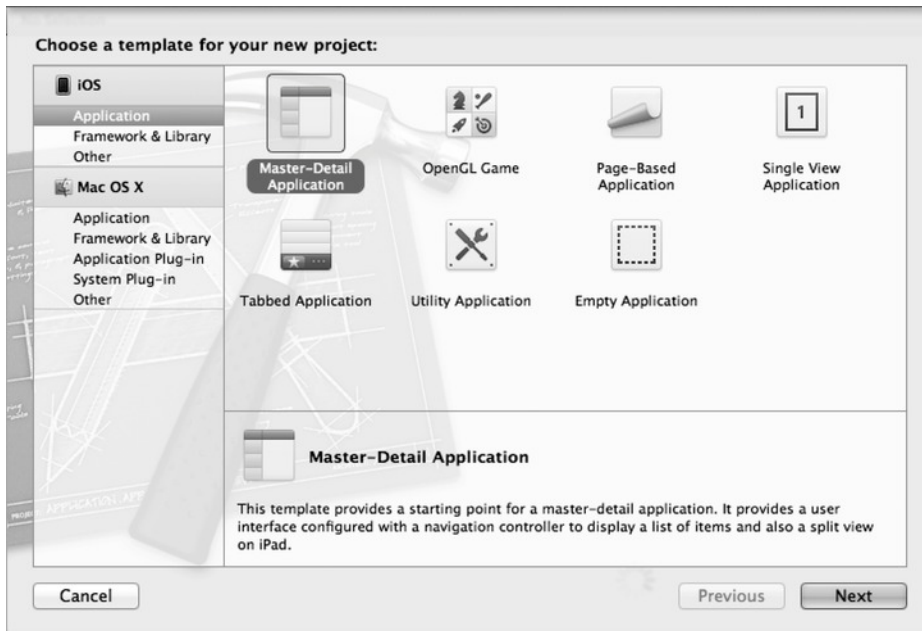 Choose a template for your new project:
iOS
Application
Framework & Library
Other
Mac OS X
Application
Framework & Library
Application Plug-in
System Plug-in
Other
Master-Detail
Application
OpenGL Game
Page-Based
Application
1
Single View
Application
Tabbed Application
Utility Application
Empty Application
Master-Detail Application
This template provides a starting point for a master-detail application. It provides a user
interface configured with a navigation controller to display a list of items and also a split view
on iPad.
Cancel
Previous
Next